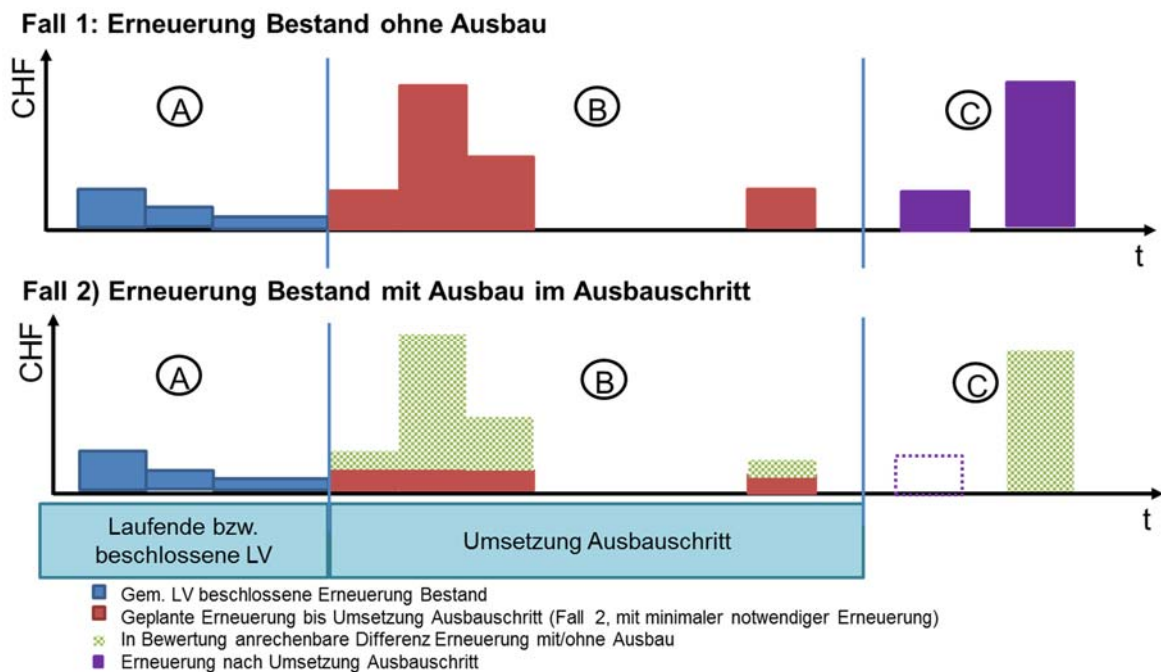 Fall 1: Erneuerung Bestand ohne Ausbau
CHF
A
B
C
t
Fall 2) Erneuerung Bestand mit Ausbau im Ausbauschritt
CHF
A
B
C
t
Laufende bzw.
beschlossene LV
Umsetzung Ausbauschritt
Gem. LV beschlossene Erneuerung Bestand
Geplante Erneuerung bis Umsetzung Ausbauschritt (Fall 2, mit minimaler notwendiger Erneuerung)
In Bewertung anrechenbare Differenz Erneuerung mit/ohne Ausbau
Erneuerung nach Umsetzung Ausbauschritt